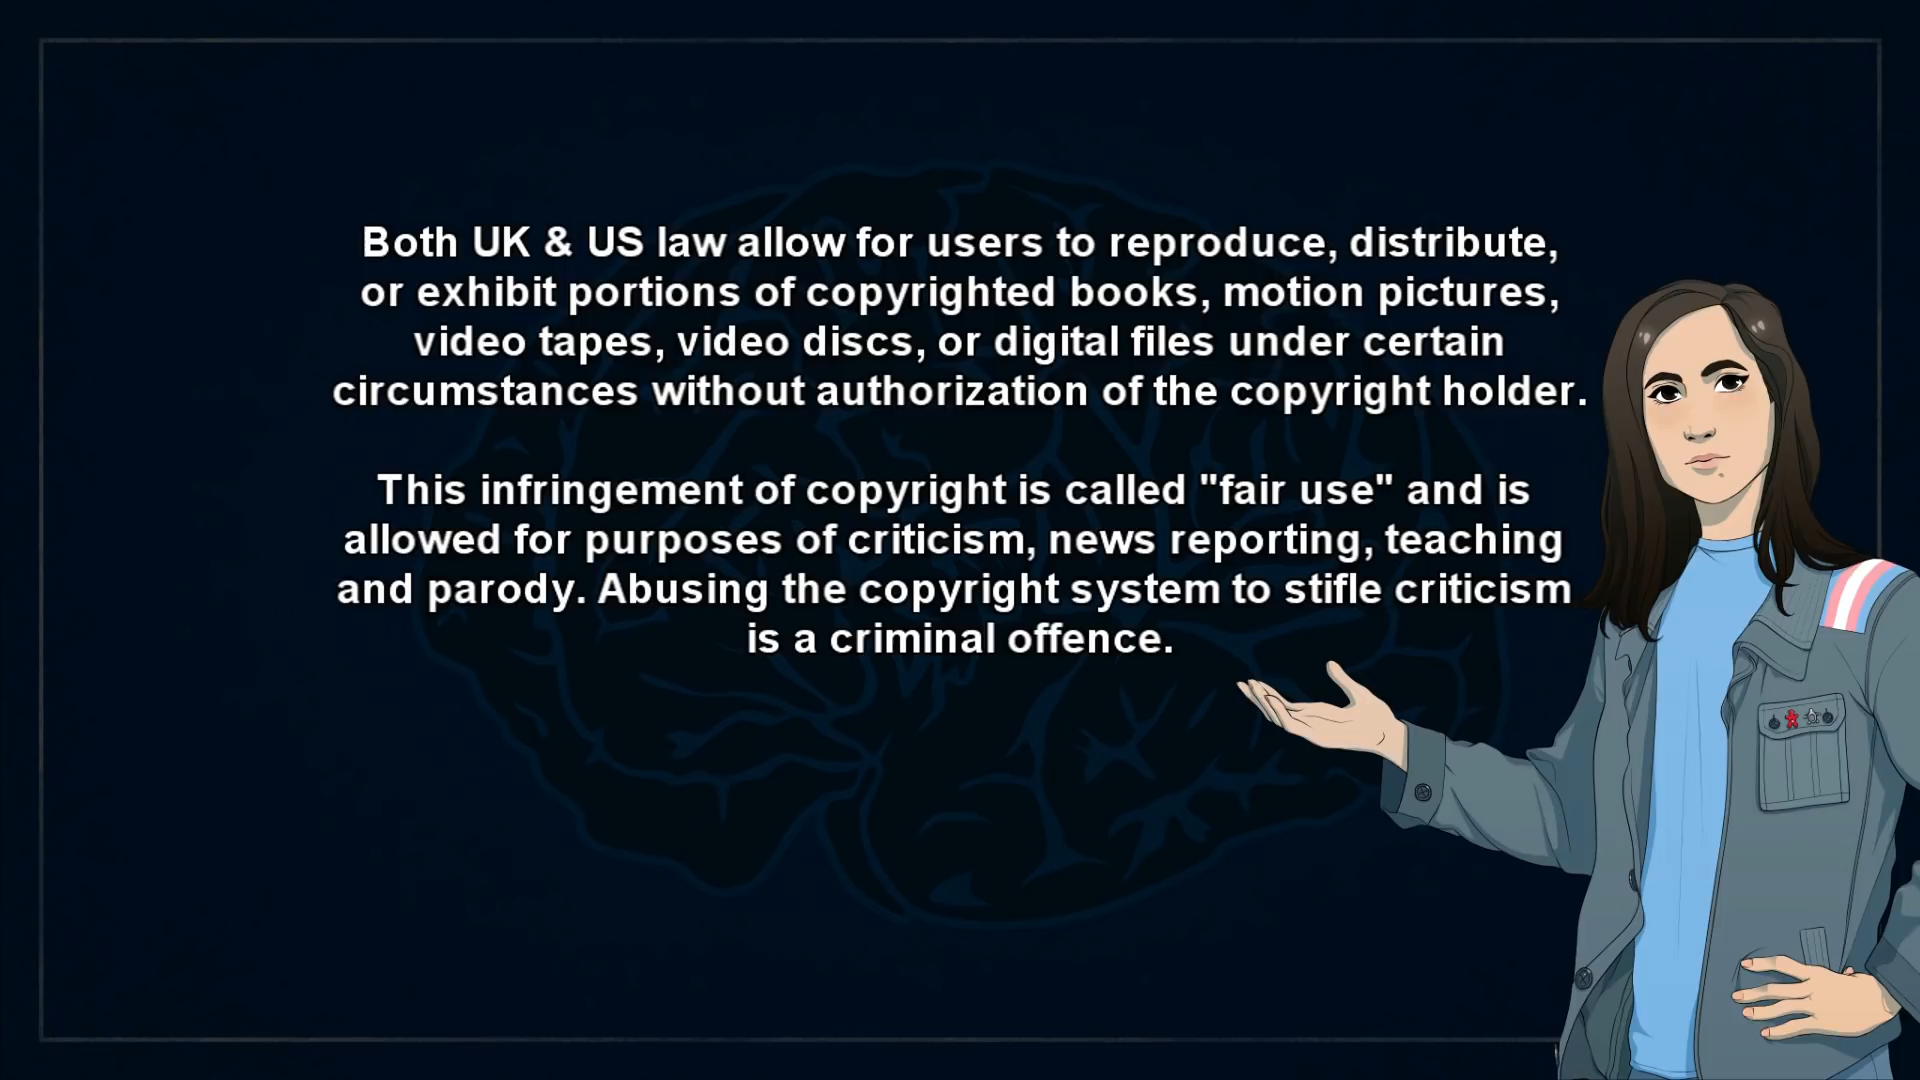 Both UK & US law allow for users to reproduce, distribute,
or exhibit portions of copyrighted books, motion pictures,
video tapes, video discs, or digital files under certain
circumstances without authorization of the copyright holder.
This infringement of copyright is called "fair use" and is
allowed for purposes of criticism, news reporting, teaching
and parody. Abusing the copyright system to stifle criticism
is a criminal offence.